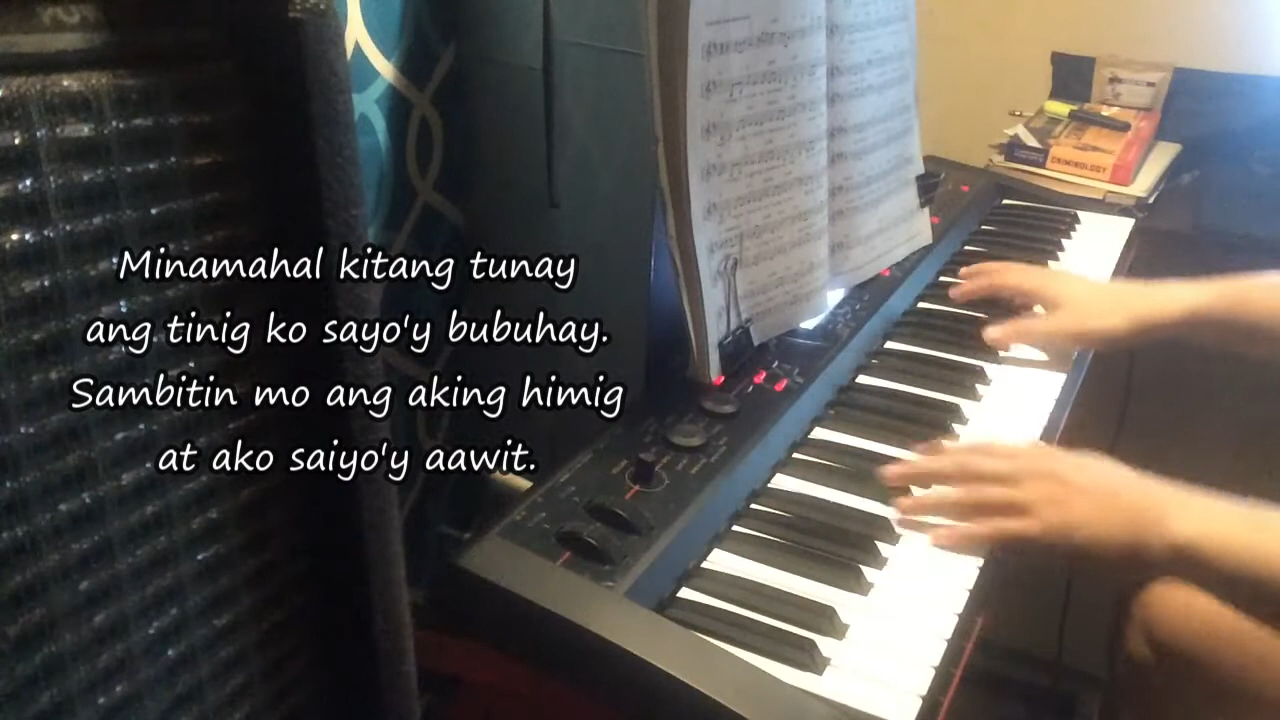 Minamahal kitang tunay
ang tinig ko sayo'y bubuhay.
Sambitin mo ang aking himig
at ako saiyo'y aawit.
CRIMINOLOGY